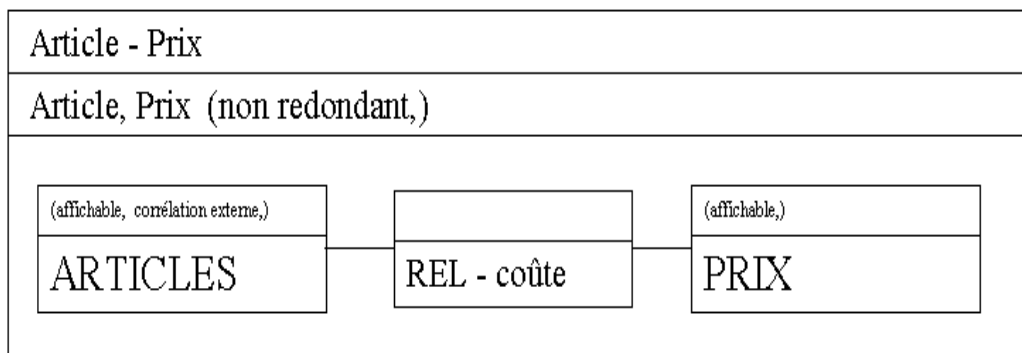 Article - Prix
Article, Prix (non redondant,)
(affichable, corrélation externe,)
ARTICLES
REL - coûte
(affichable,)
PRIX